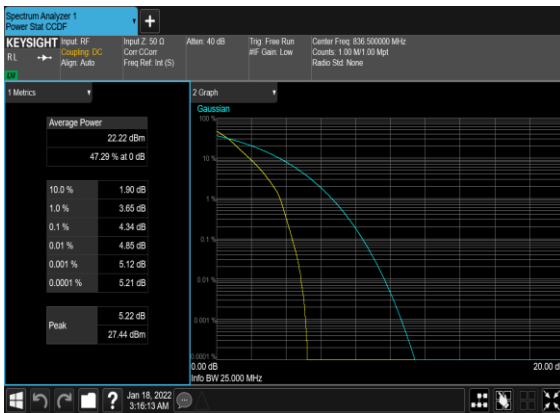 Spectrum Analyzer 1
Power Stat CCDF
KEYSIGHT
RL
LV
Input: RF
Coupling: DC
Align: Auto
Input Z: 50 Ω
Corr CCorr
Freq Ref: Int (S)
Atten: 40 dB
Trig: Free Run
#IF Gain: Low
Center Freq: 836.500000 MHz
Counts: 1.00 M/1.00 Mpt
Radio Std: None
1 Metrics
Average Power
22.22 dBm
47.29 % at 0 dB
10.0 % 1.90 dB
1.0 % 3.65 dB
0.1 % 4.34 dB
0.01 % 4.85 dB
0.001 % 5.12 dB
0.0001 % 5.21 dB
Peak
5.22 dB
27.44 dBm
2 Graph
Gaussian
100 %
10 %
1 %
0.1 %
0.01 %
0.001 %
0.0001 %
0.00 dB
20.00 d
Info BW 25.000 MHz
?
Jan 18, 2022
3:16:13 AM